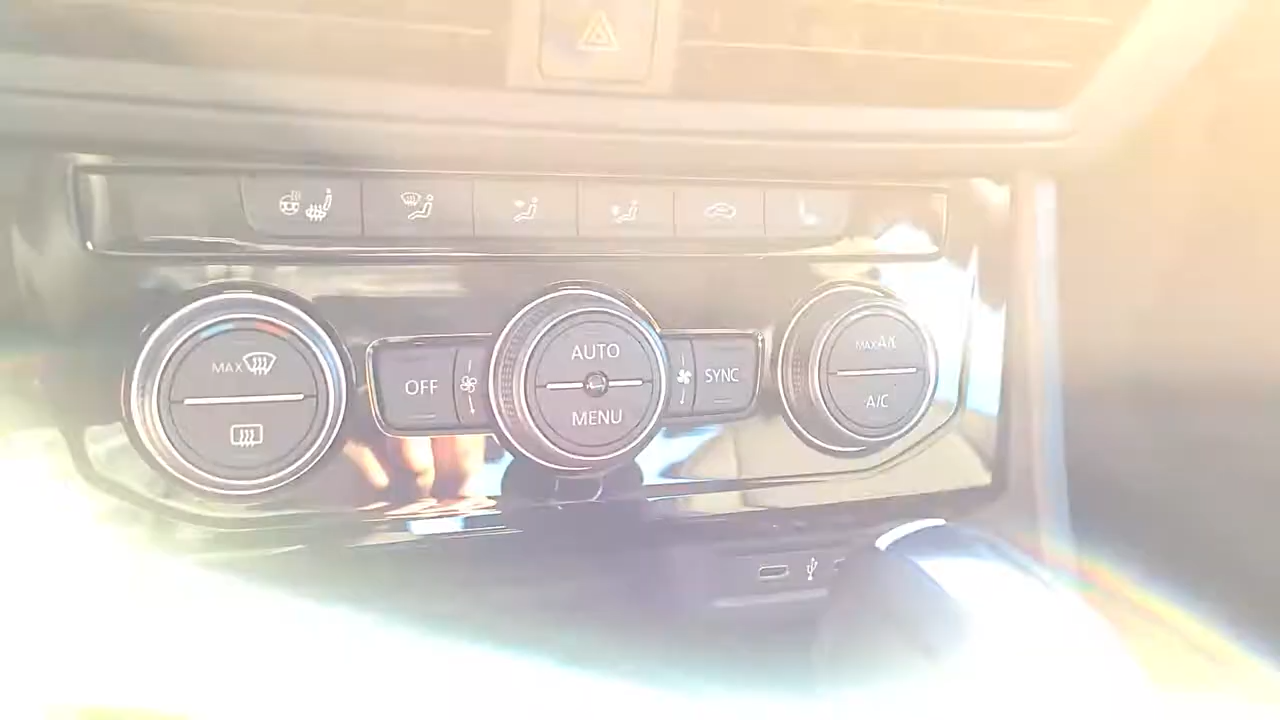 MAX
OFF
AUTO
MENU
SYNC
MAX A/C
A/C